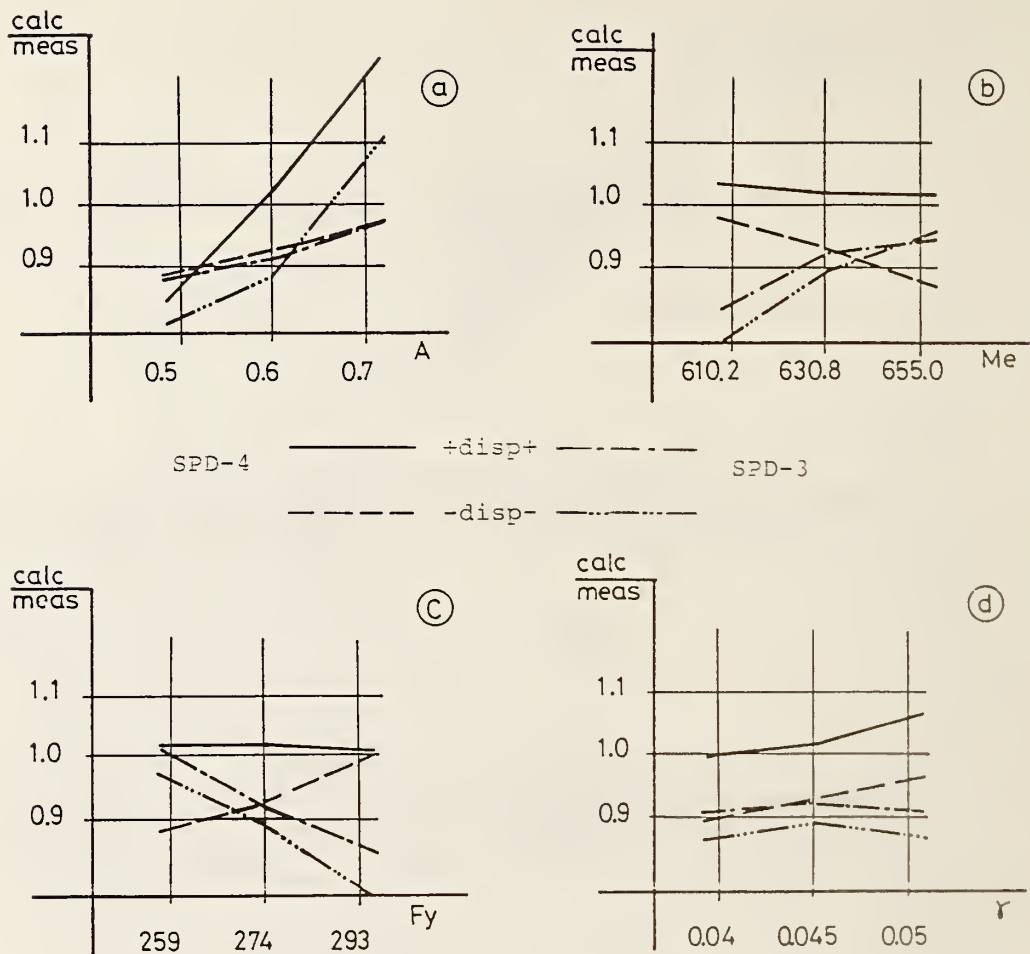 calc
meas
a
1.1
1.0
0.9
A
0.5 0.6 0.7
calc
meas
b
1.1
1.0
0.9
610.2 630.8 655.0 Me
SPD-4 +disp+ SPD-3
-disp-
calc
meas
c
1.1
1.0
0.9
Fy
259 274 293
calc
meas
d
1.1
1.0
0.9
γ
0.04 0.045 0.05